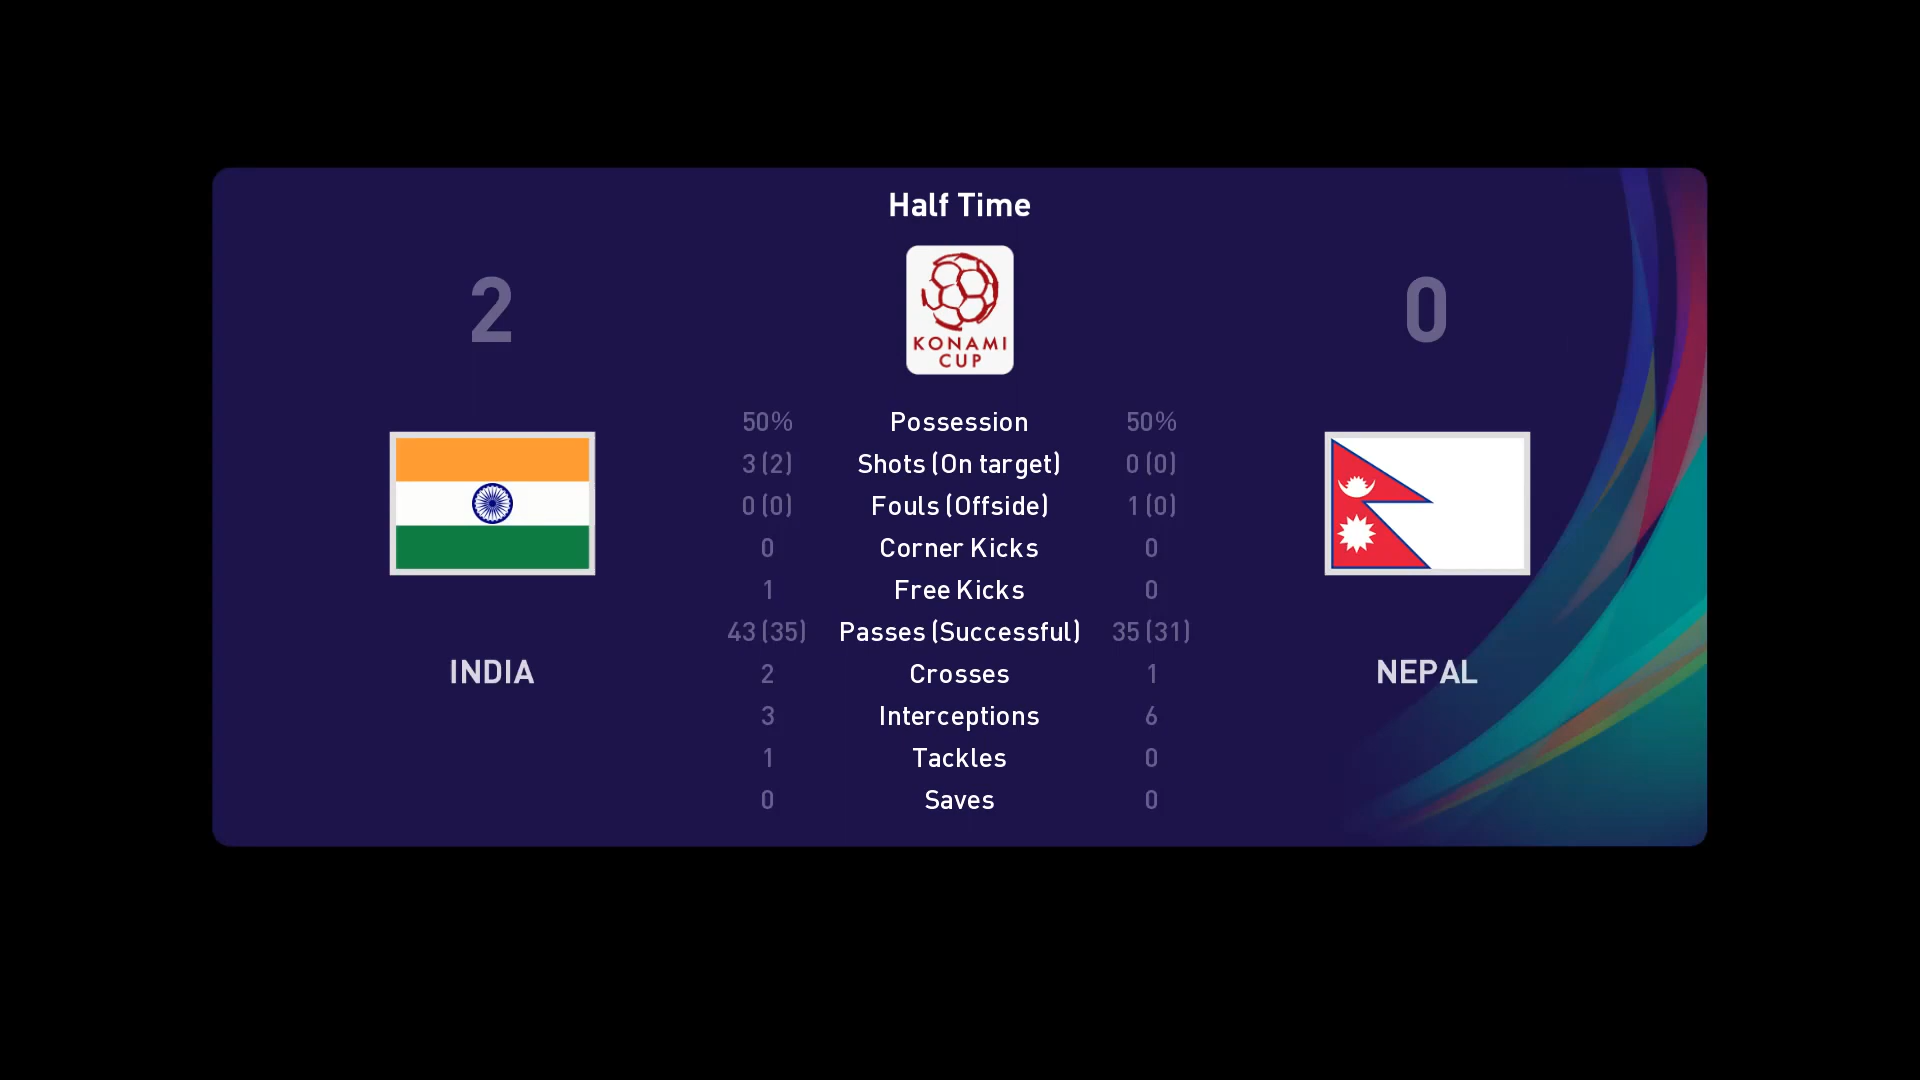 Half Time
2 0
KONAMI
CUP
50% Possession 50%
3 (2) Shots (On target) 0 (0)
0 (0) Fouls (Offside) 1 (0)
0 Corner Kicks 0
1 Free Kicks 0
43 (35) Passes (Successful) 35 (31)
INDIA NEPAL
2 Crosses 1
3 Interceptions 6
1 Tackles 0
0 Saves 0